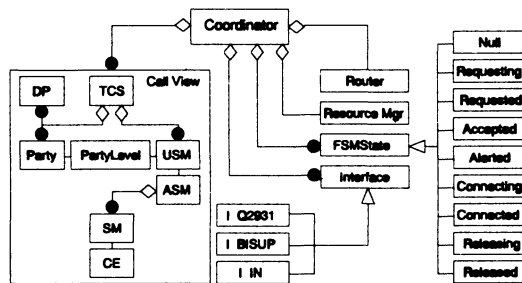 Coordinator
Call View
DP
TCS
Party
PartyLevel
USM
ASM
SM
CE
Router
Resource Mgr
FSMState
Interface
I Q2931
I BISUP
I IN
Null
Requesting
Requested
Accepted
Alerted
Connecting
Connected
Releasing
Released